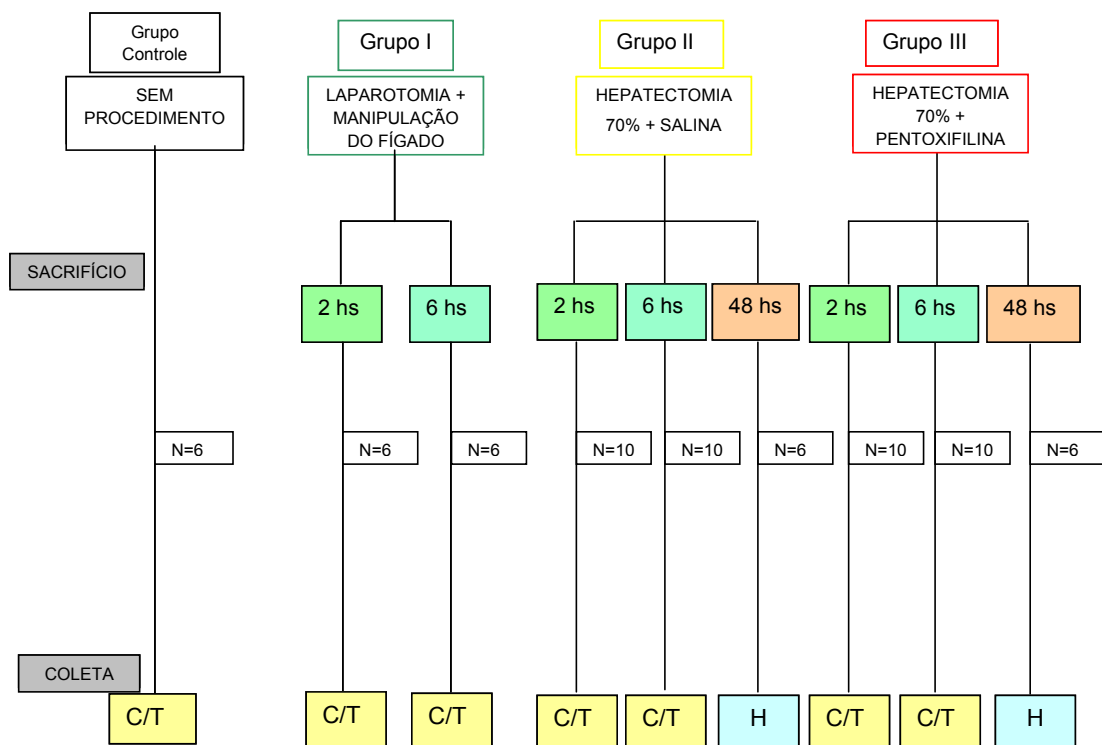 Grupo
Controle
Grupo I
Grupo II
Grupo III
SEM
PROCEDIMENTO
LAPAROTOMIA +
MANIPULAÇÃO
DO FÍGADO
HEPATECTOMIA
70% + SALINA
HEPATECTOMIA
70% +
PENTOXIFILINA
SACRIFÍCIO
2 hs
6 hs
2 hs
6 hs
48 hs
2 hs
6 hs
48 hs
N=6
N=6
N=6
N=10
N=10
N=6
N=10
N=10
N=6
COLETA
C/T
C/T
C/T
C/T
C/T
H
C/T
C/T
H